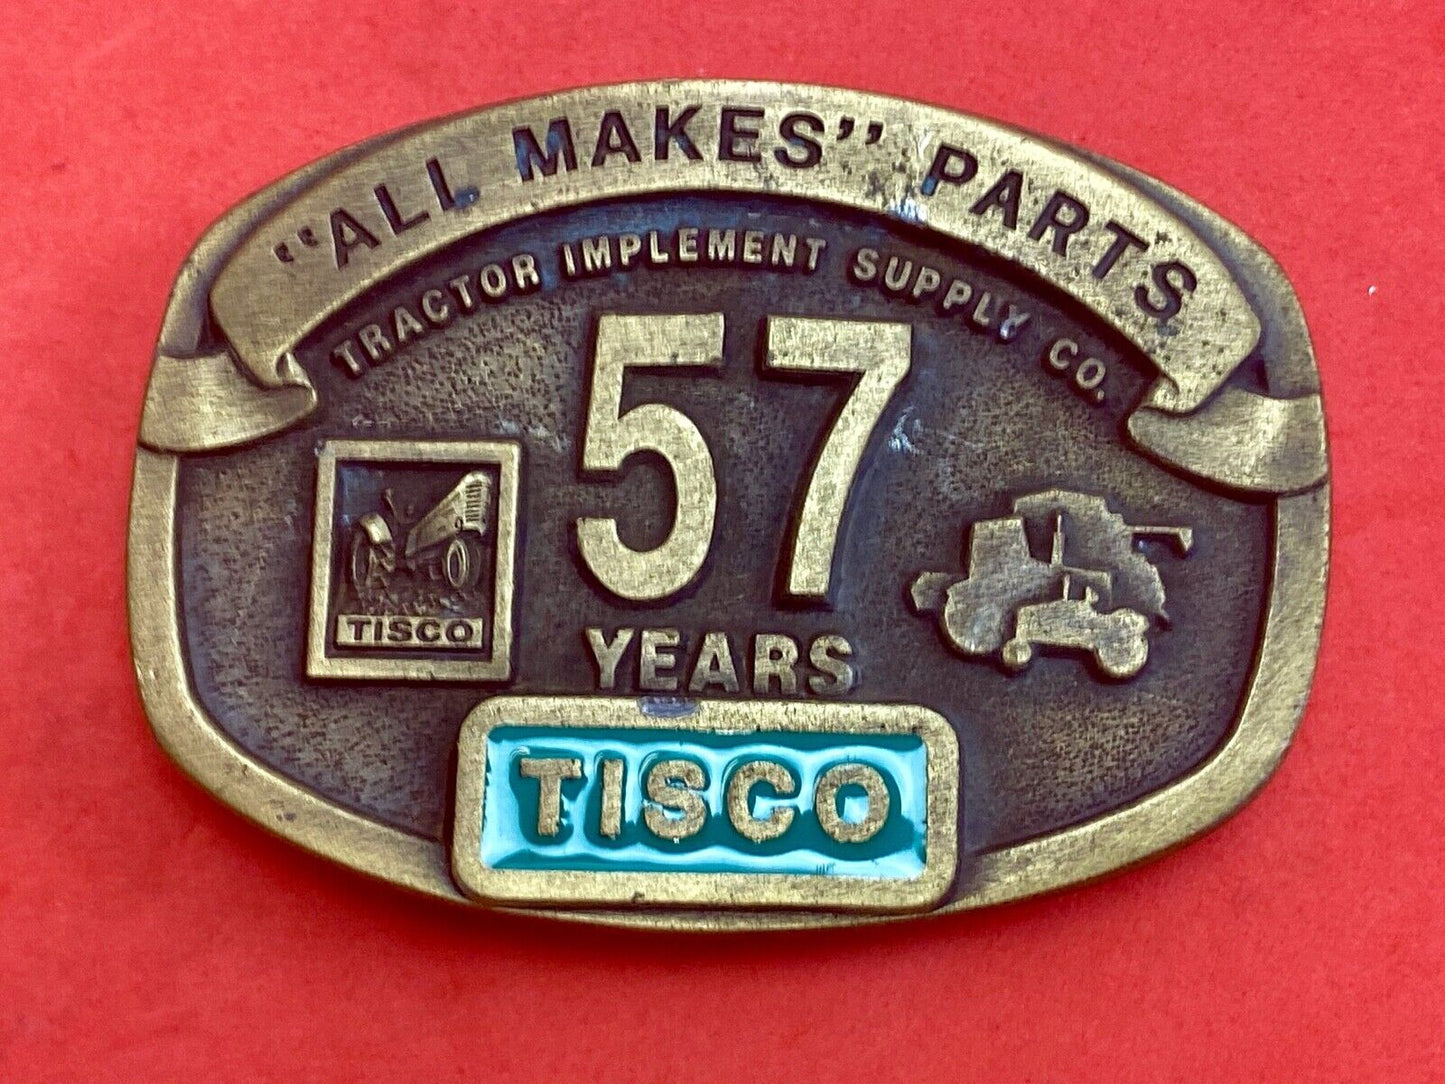 "ALL MAKES" PARTS
TRACTOR IMPLEMENT SUPPLY CO.
57
YEARS
TISCO
TISCO